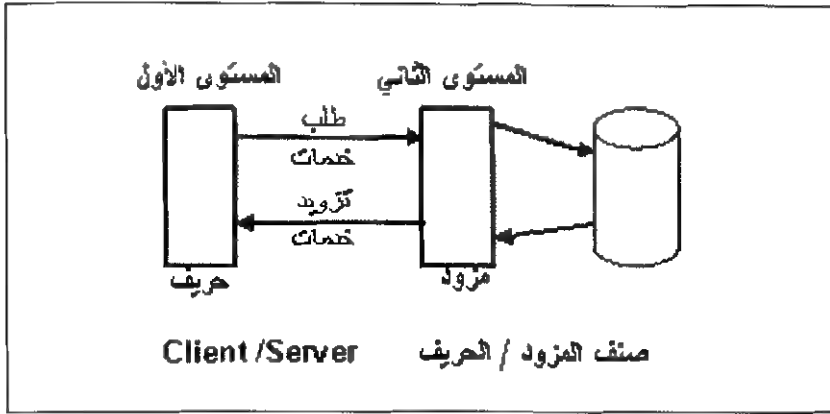 المستوى الأول
المستوى الثاني
طلب
خدمات
تزويد
خدمات
حريف
مزود
Client /Server
صنف المزود / الحريف